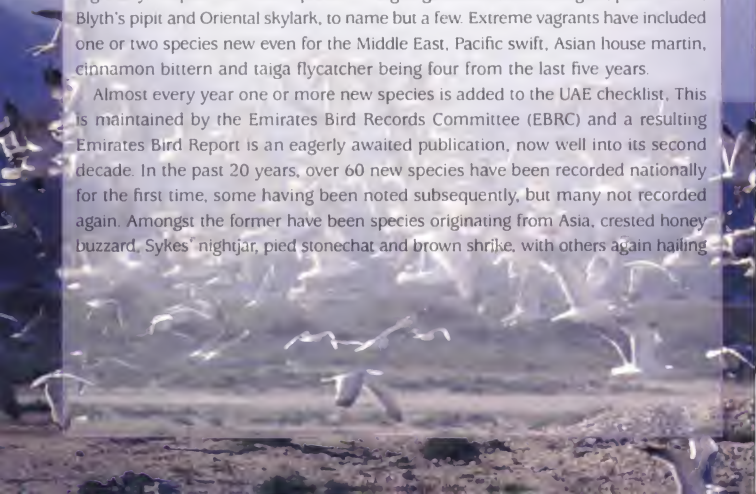 Blyth's pipit and Oriental skylark, to name but a few. Extreme vagrants have included
one or two species new even for the Middle East, Pacific swift, Asian house martin,
cinnamon bittern and taiga flycatcher being four from the last five years.
Almost every year one or more new species is added to the UAE checklist, This
is maintained by the Emirates Bird Records Committee (EBRC) and a resulting
Emirates Bird Report is an eagerly awaited publication, now well into its second
decade. In the past 20 years, over 60 new species have been recorded nationally
for the first time, some having been noted subsequently, but many not recorded
again. Amongst the former have been species originating from Asia, crested honey
buzzard, Sykes' nightjar, pied stonechat and brown shrike, with others again hailing